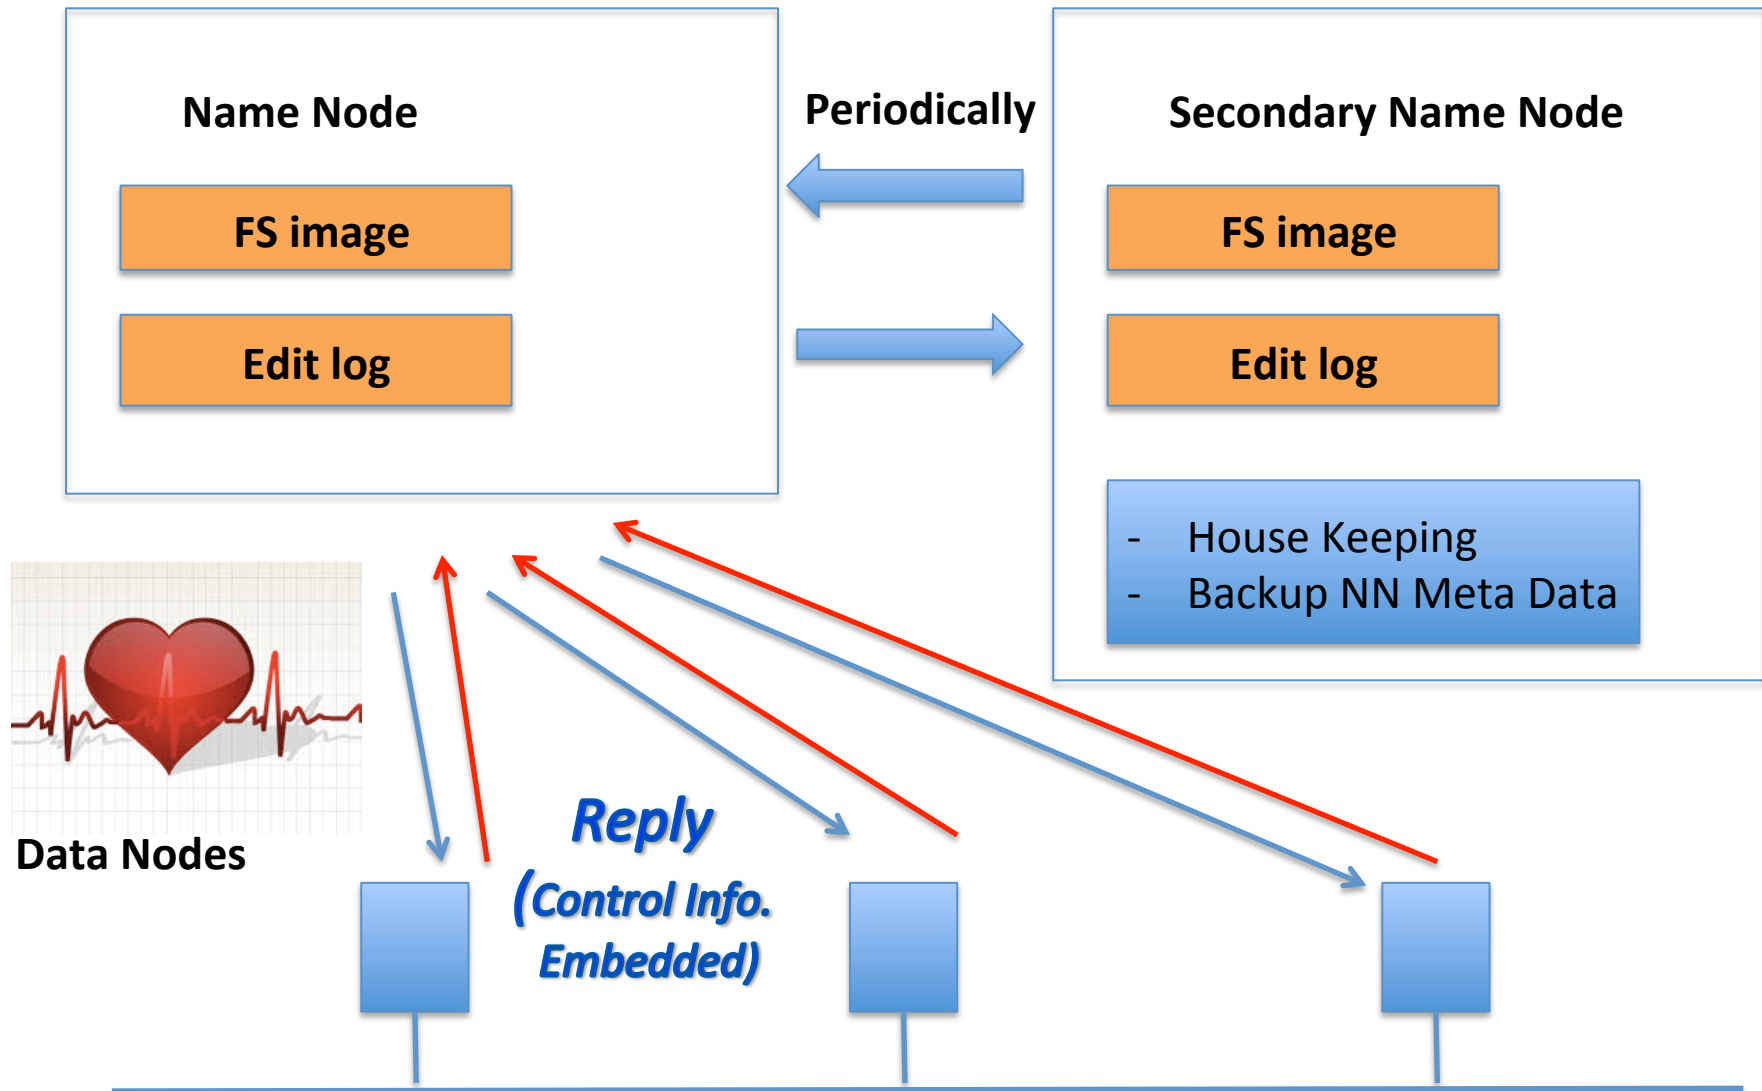 Name Node
FS image
Edit log
Periodically
Secondary Name Node
FS image
Edit log
- House Keeping
- Backup NN Meta Data
Data Nodes
Reply
(Control Info.
Embedded)